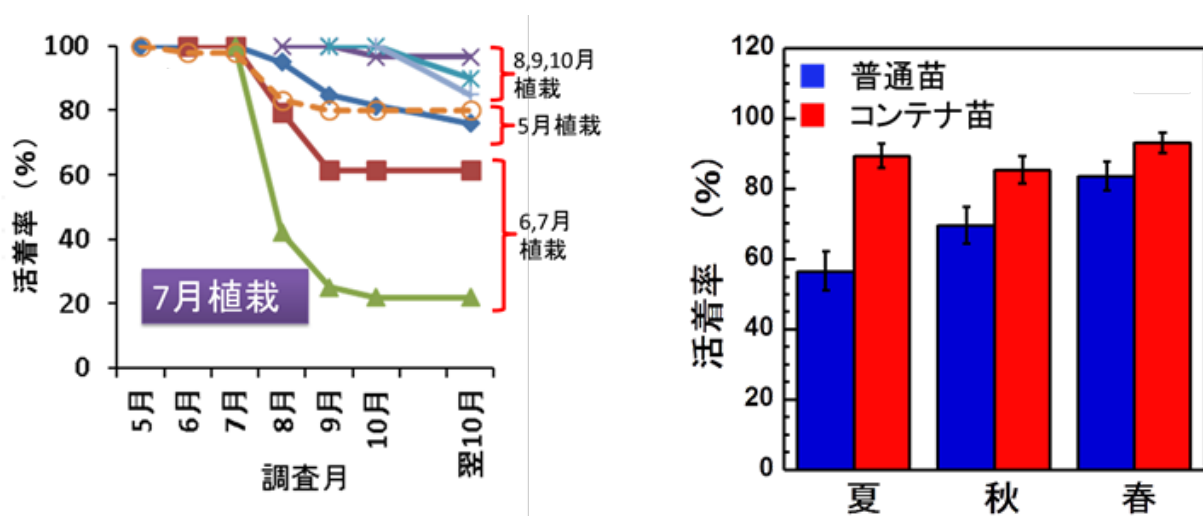 100
80
60
40
20
0
活着率 (%)
8,9,10月
植栽
5月植栽
6,7月
植栽
7月植栽
5月
6月
7月
8月
9月
10月
翌10月
調査月
120
100
80
60
40
20
0
活着率 (%)
普通苗
コンテナ苗
夏
秋
春